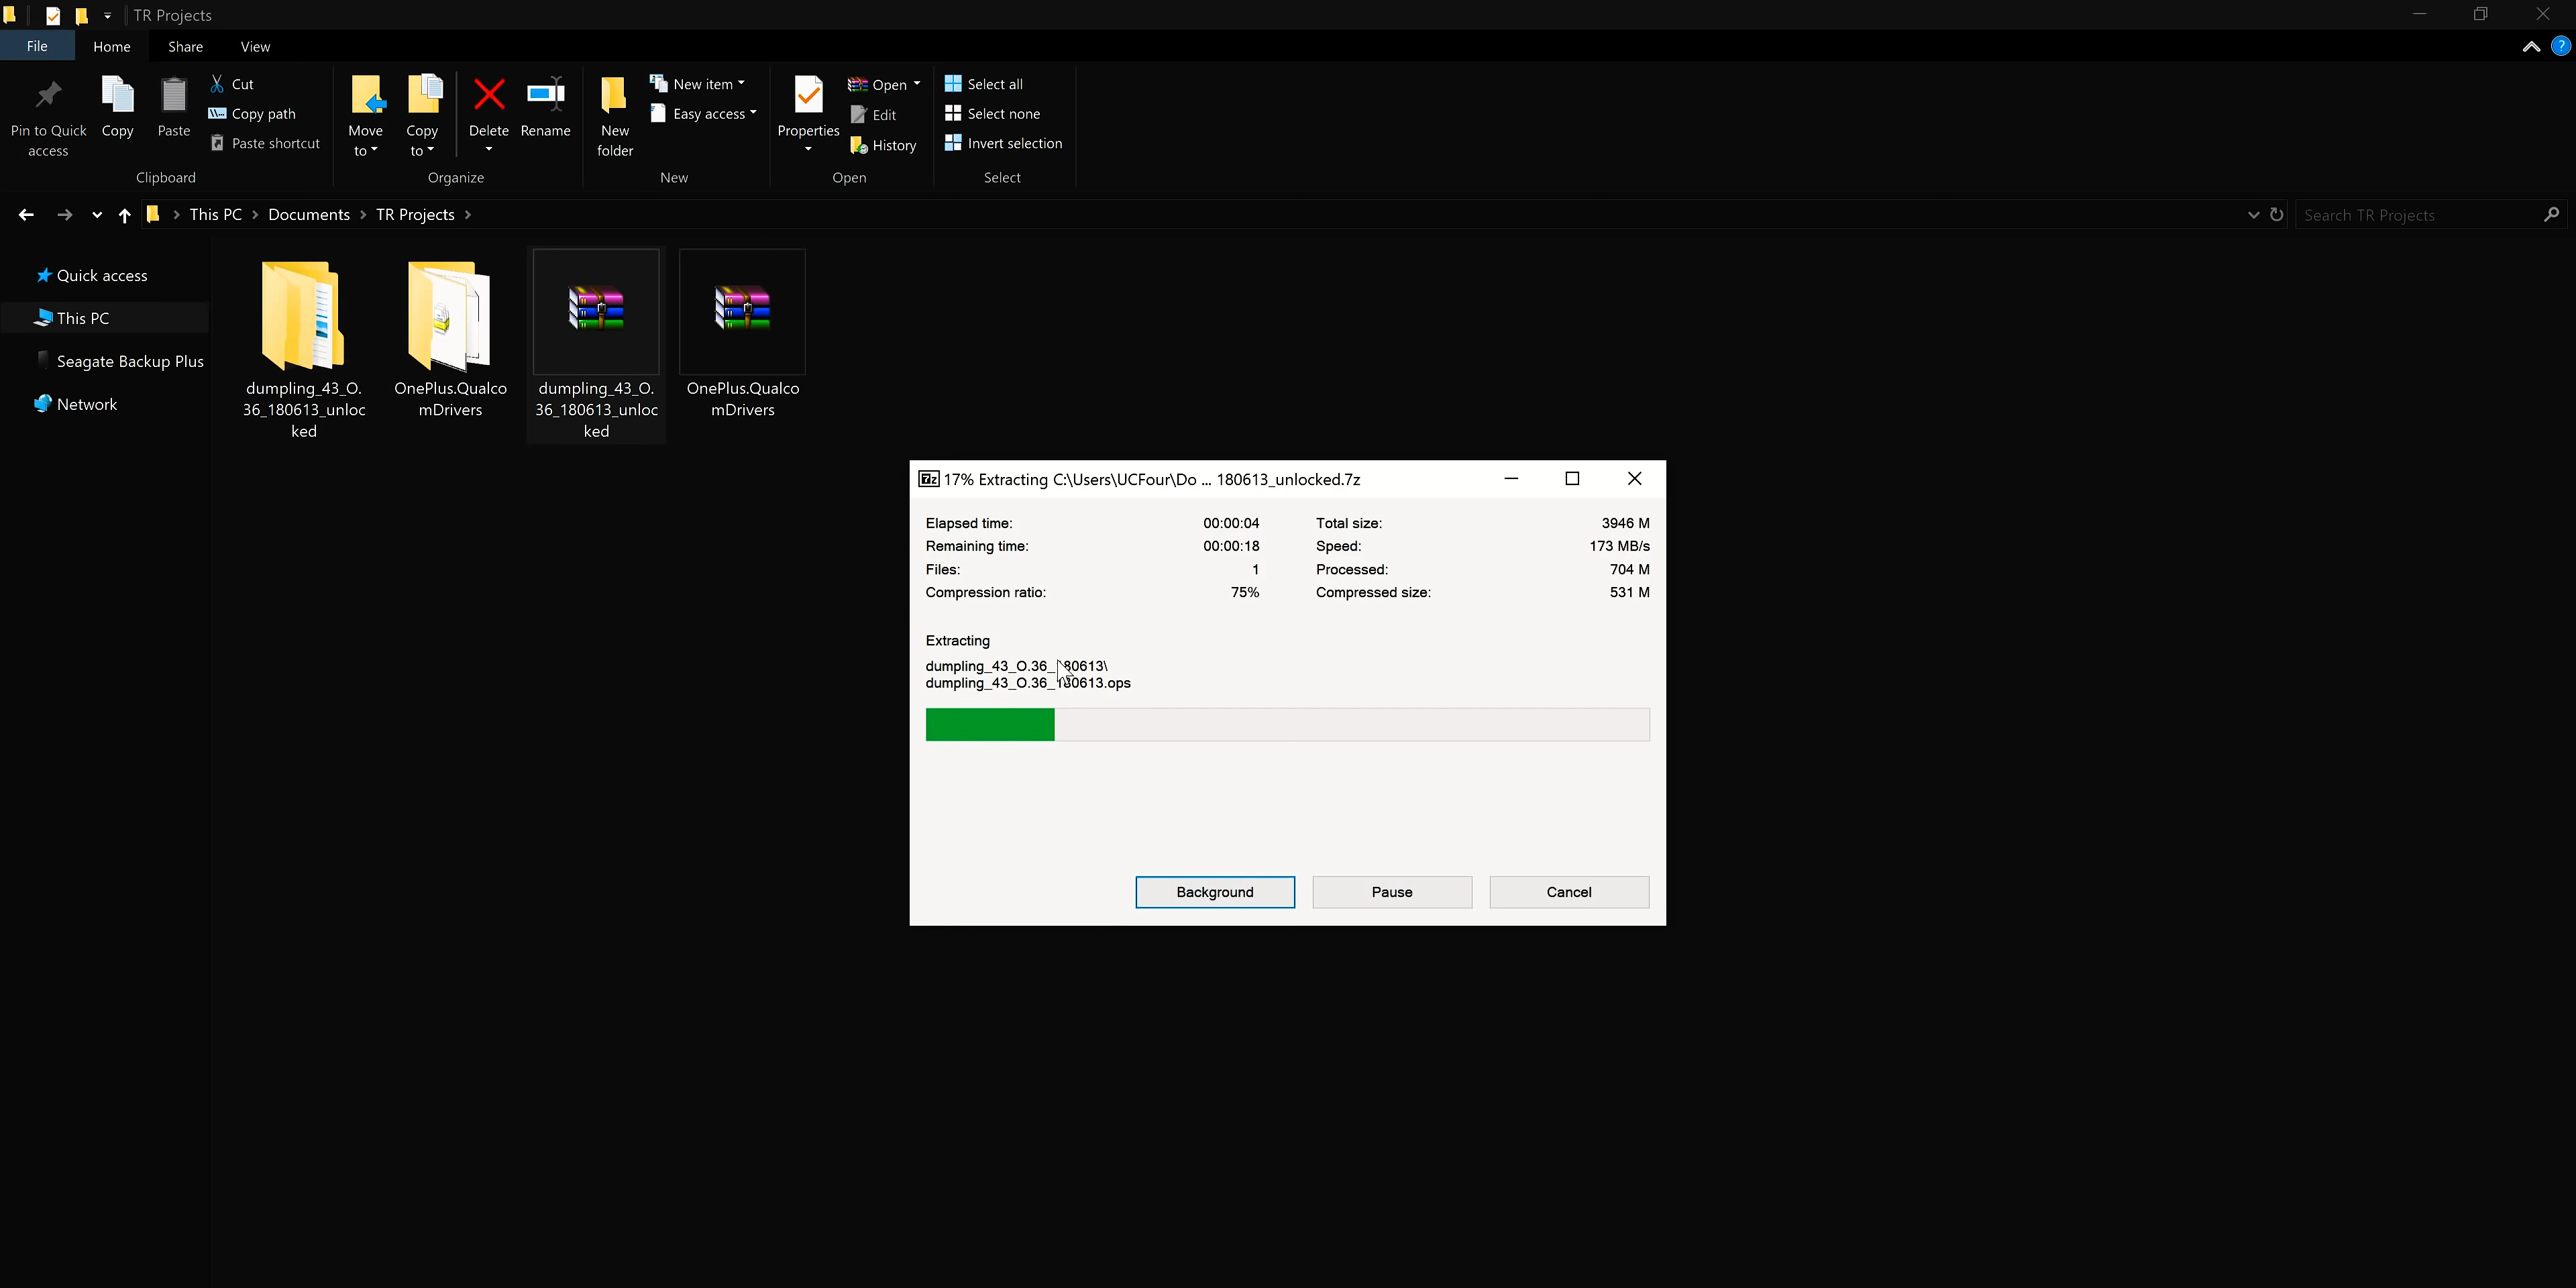 TR Projects
File
Home
Share
View
Pin to Quick
access
Copy
Paste
Cut
Copy path
Paste shortcut
Clipboard
Move
to
Copy
to
Delete
Rename
Organize
New
folder
New item
Easy access
New
Properties
Open
Edit
History
Open
Select all
Select none
Invert selection
Select
This PC > Documents > TR Projects >
Search TR Projects
Quick access
This PC
Seagate Backup Plus
Network
dumpling_43_O.
36_180613_unloc
ked
OnePlus.Qualco
mDrivers
dumpling_43_O.
36_180613_unloc
ked
OnePlus.Qualco
mDrivers
7z 17% Extracting C:\Users\UCFour\Do ... 180613_unlocked.7z
Elapsed time: 00:00:04 Total size: 3946 M
Remaining time: 00:00:18 Speed: 173 MB/s
Files: 1 Processed: 704 M
Compression ratio: 75% Compressed size: 531 M
Extracting
dumpling_43_O.36_180613\
dumpling_43_O.36_180613.ops
Background
Pause
Cancel